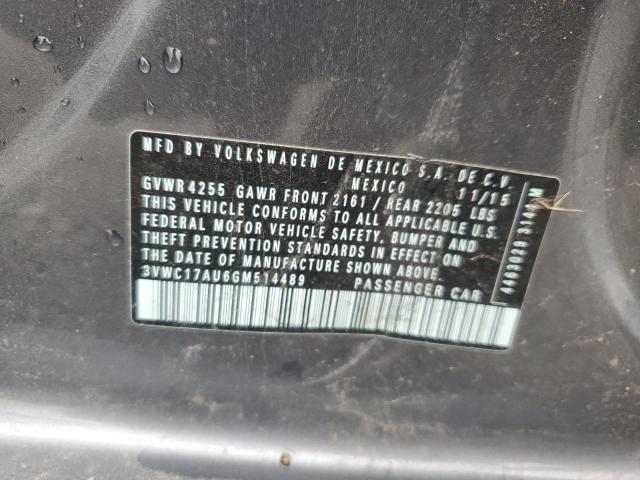 MFD BY VOLKSWAGEN DE MEXICO S.A. DE C.V.
MEXICO 11/15
GVWR 4255 GAWR FRONT 2161 / REAR 2205 LBS
THIS VEHICLE CONFORMS TO ALL APPLICABLE U.S.
FEDERAL MOTOR VEHICLE SAFETY, BUMPER AND
THEFT PREVENTION STANDARDS IN EFFECT ON
THE DATE OF MANUFACTURE SHOWN ABOVE.
3VWC17AU6GM514489 PASSENGER CAR